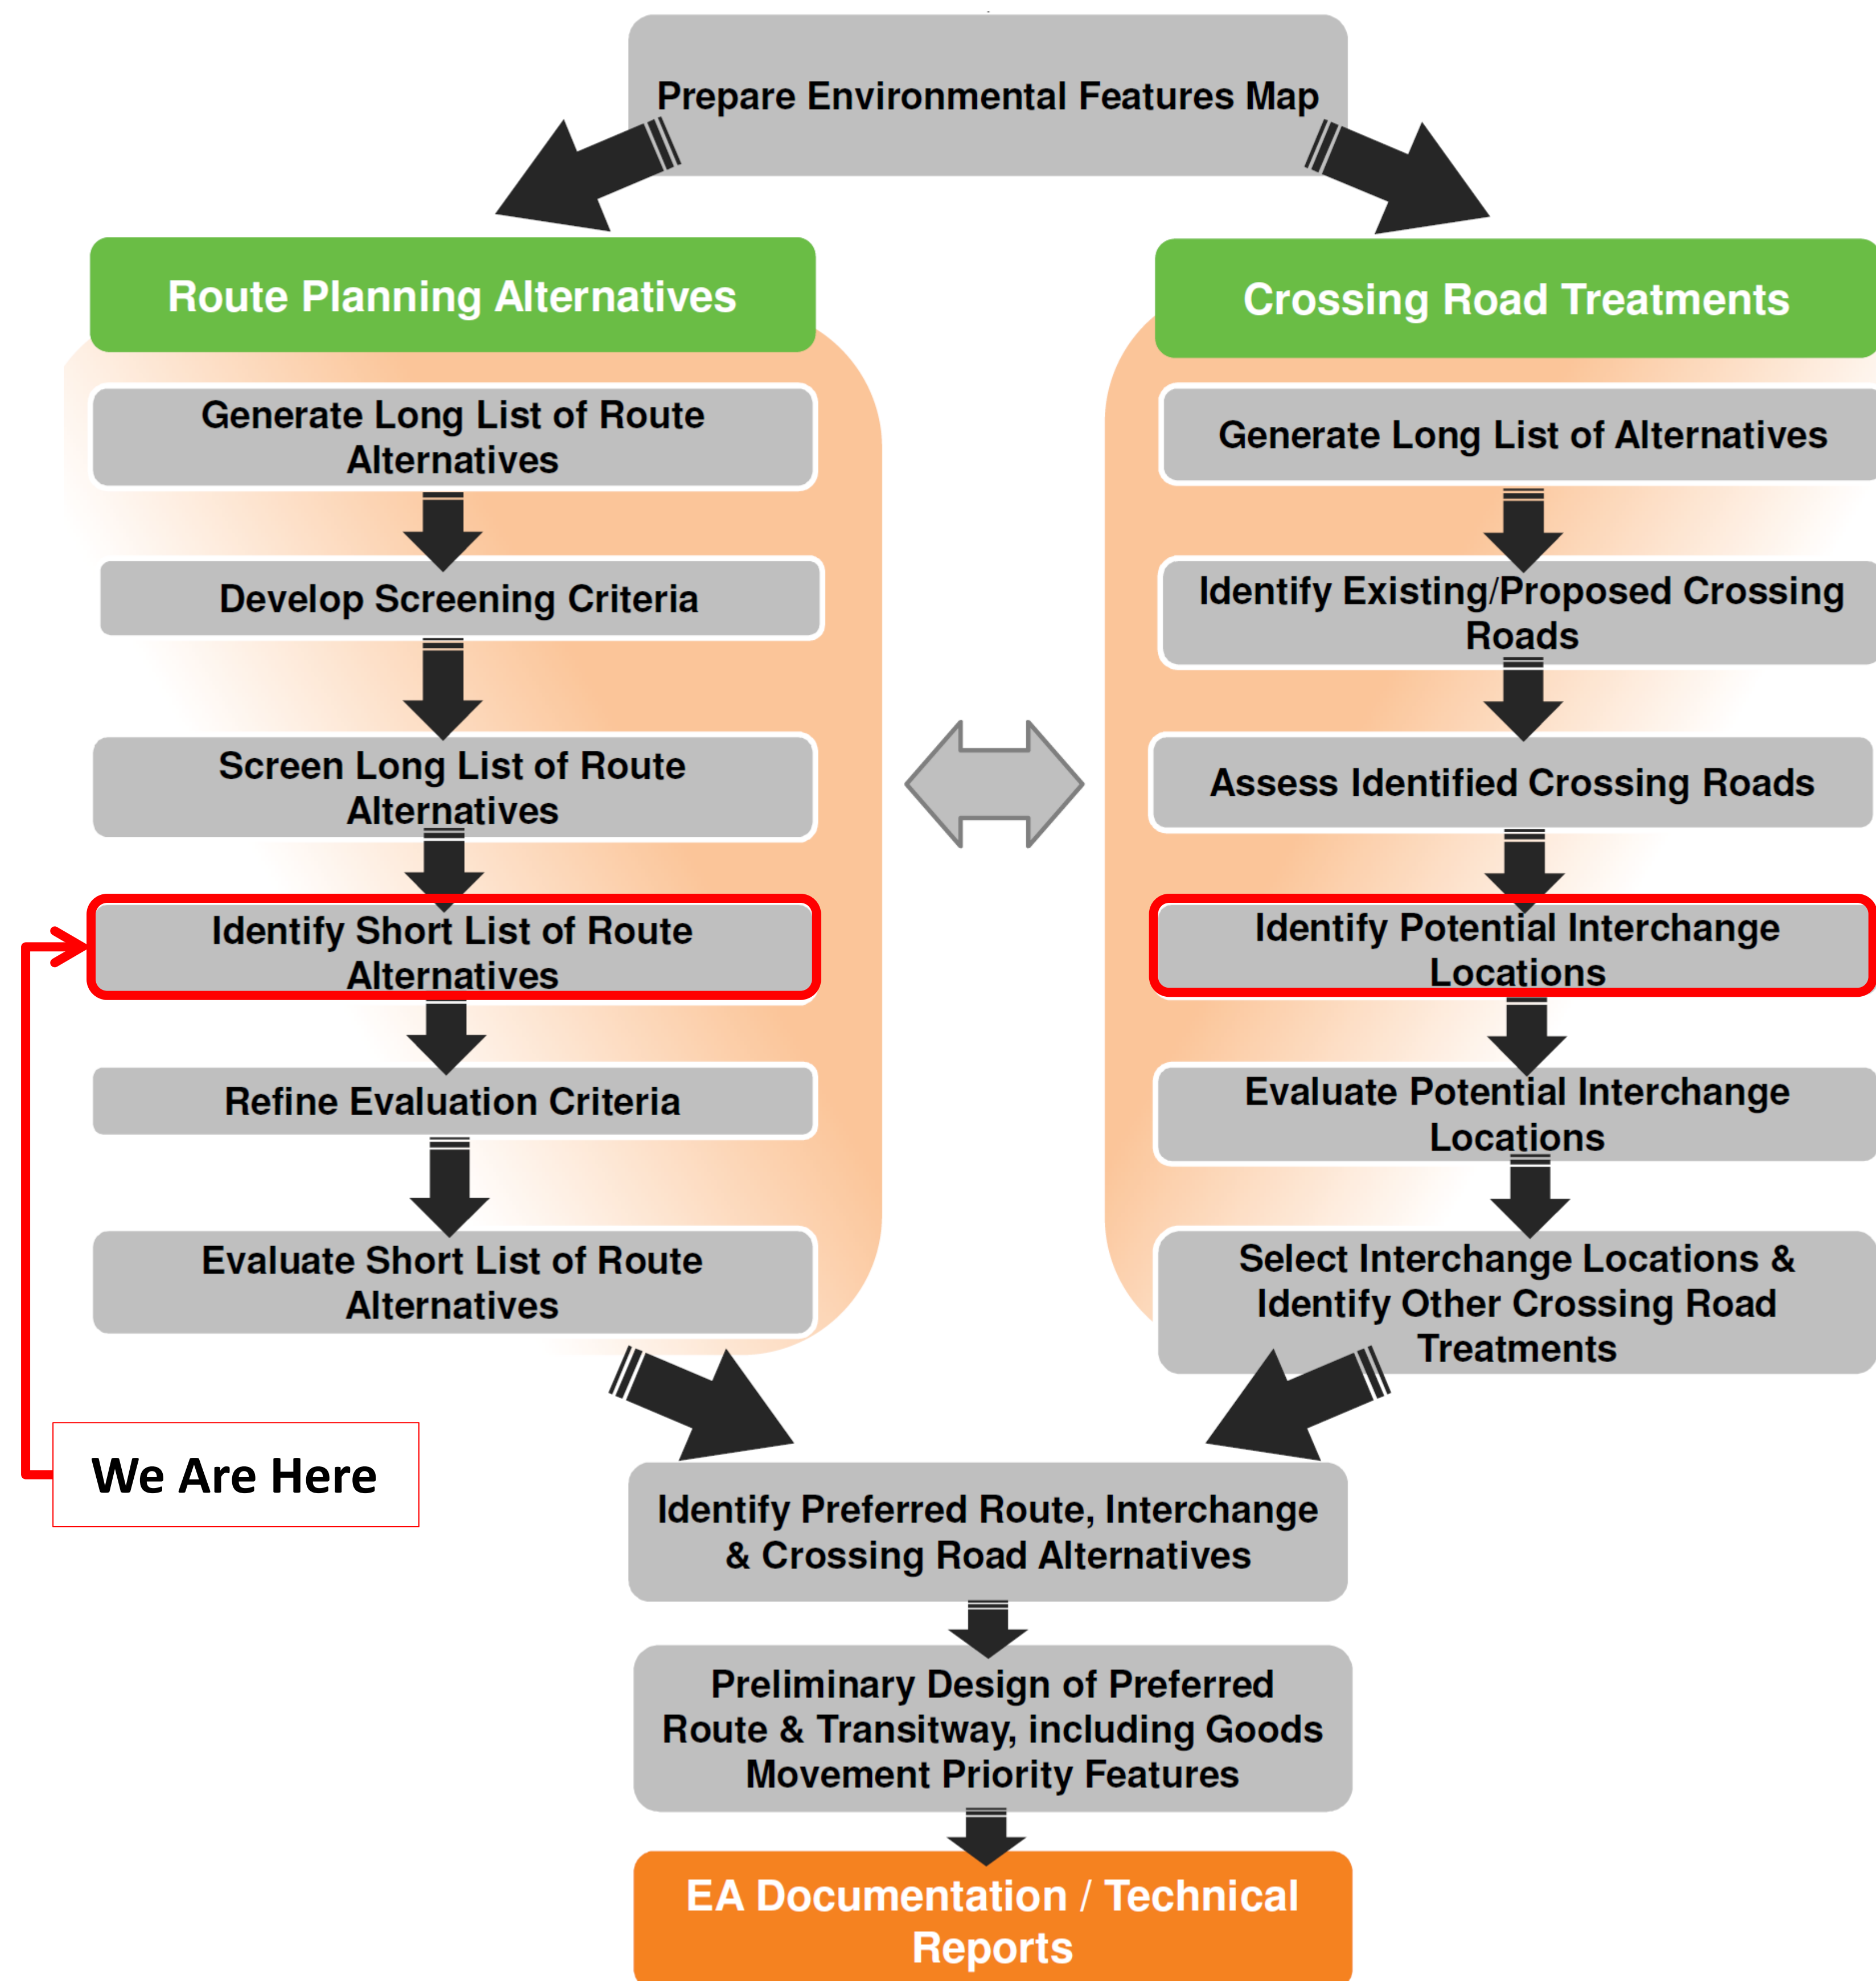 Prepare Environmental Features Map
Route Planning Alternatives
Generate Long List of Route
Alternatives
Develop Screening Criteria
Screen Long List of Route
Alternatives
Identify Short List of Route
Alternatives
Refine Evaluation Criteria
Evaluate Short List of Route
Alternatives
We Are Here
Crossing Road Treatments
Generate Long List of Alternatives
Identify Existing/Proposed Crossing
Roads
Assess Identified Crossing Roads
Identify Potential Interchange
Locations
Evaluate Potential Interchange
Locations
Select Interchange Locations &
Identify Other Crossing Road
Treatments
Identify Preferred Route, Interchange
& Crossing Road Alternatives
Preliminary Design of Preferred
Route & Transitway, including Goods
Movement Priority Features
EA Documentation / Technical
Reports